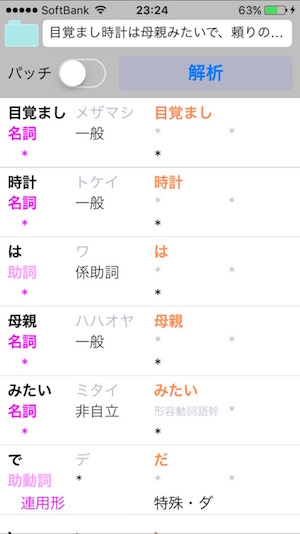 SoftBank 23:24 63%
目覚まし時計は母親みたいで、頼りの...
パッチ 解析
目覚まし メザマシ 目覚まし
名詞 一般 * *
* *
時計 トケイ 時計
名詞 一般 * *
* *
は ワ は
助詞 係助詞 * *
* *
母親 ハハオヤ 母親
名詞 一般 * *
* *
みたい ミタイ みたい
名詞 非自立 形容動詞語幹 *
* *
で デ だ
助動詞 * * *
連用形 特殊・ダ